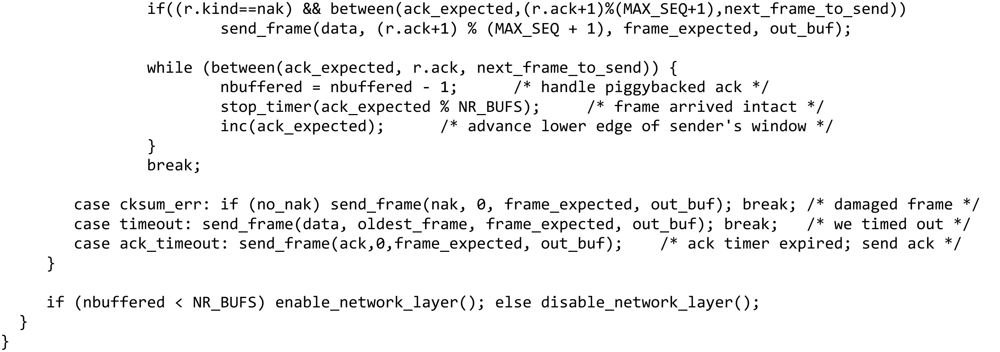 if((r.kind==nak) && between(ack_expected,(r.ack+1)%(MAX_SEQ+1),next_frame_to_send))
send_frame(data, (r.ack+1) % (MAX_SEQ + 1), frame_expected, out_buf);
while (between(ack_expected, r.ack, next_frame_to_send)) {
nbuffered = nbuffered - 1; /* handle piggybacked ack */
stop_timer(ack_expected % NR_BUFS); /* frame arrived intact */
inc(ack_expected); /* advance lower edge of sender's window */
}
break;
case cksum_err: if (no_nak) send_frame(nak, 0, frame_expected, out_buf); break; /* damaged frame */
case timeout: send_frame(data, oldest_frame, frame_expected, out_buf); break; /* we timed out */
case ack_timeout: send_frame(ack,0,frame_expected, out_buf); /* ack timer expired; send ack */
}
if (nbuffered < NR_BUFS) enable_network_layer(); else disable_network_layer();
}
}